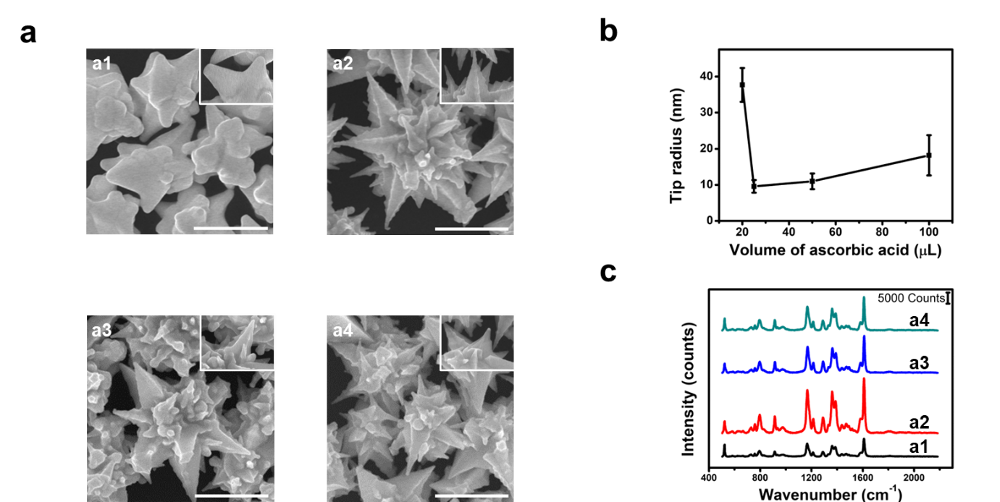 a
a1
a2
a3
a4
b
Tip radius (nm)
40
30
20
10
0
20 40 60 80 100
Volume of ascorbic acid (μL)
c
Intensity (counts)
5000 Counts
a4
a3
a2
a1
400 800 1200 1600 2000
Wavenumber (cm⁻¹)